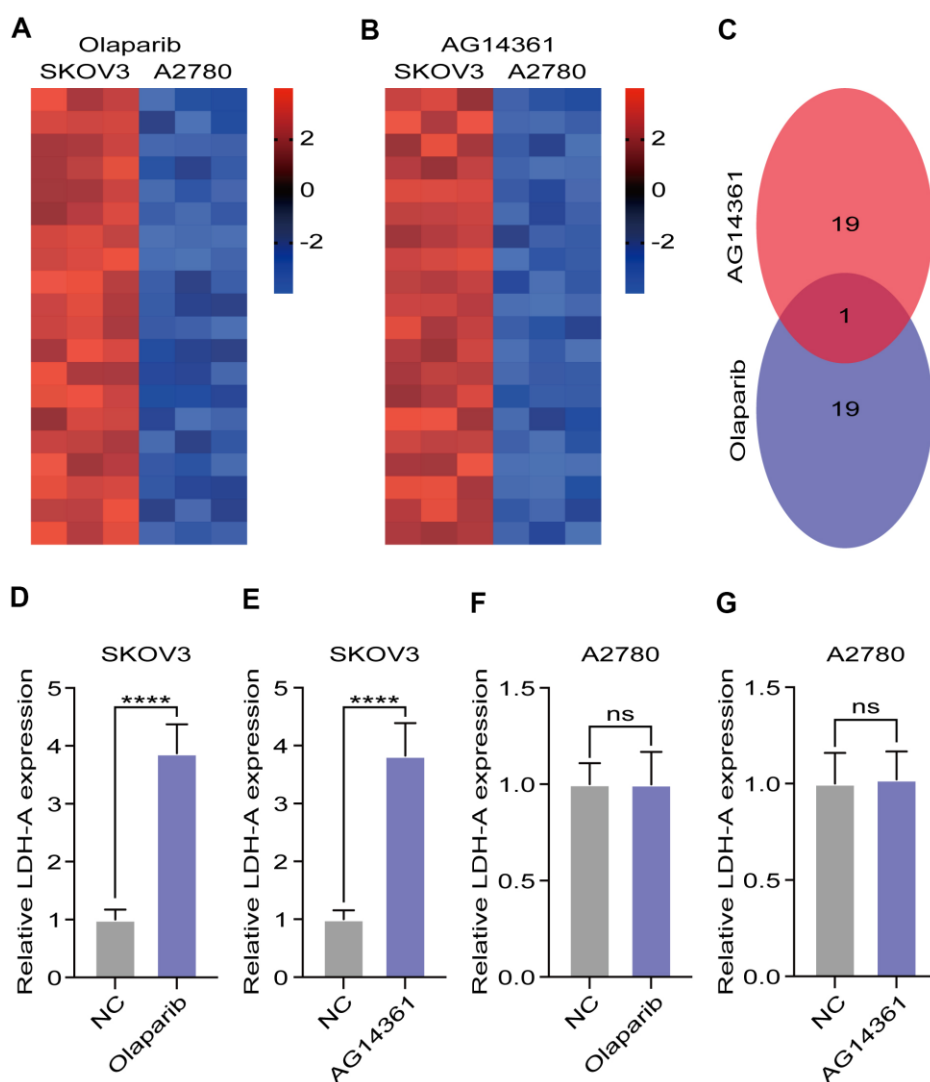 A
Olaparib
SKOV3 A2780
2
0
-2
B
AG14361
SKOV3 A2780
2
0
-2
C
AG14361
Olaparib
19
1
19
D
SKOV3
Relative LDH-A expression
5
4
3
2
1
0
****
NC
Olaparib
E
SKOV3
Relative LDH-A expression
5
4
3
2
1
0
****
NC
AG14361
F
A2780
Relative LDH-A expression
1.5
1.0
0.5
0.0
ns
NC
Olaparib
G
A2780
Relative LDH-A expression
1.5
1.0
0.5
0.0
ns
NC
AG14361